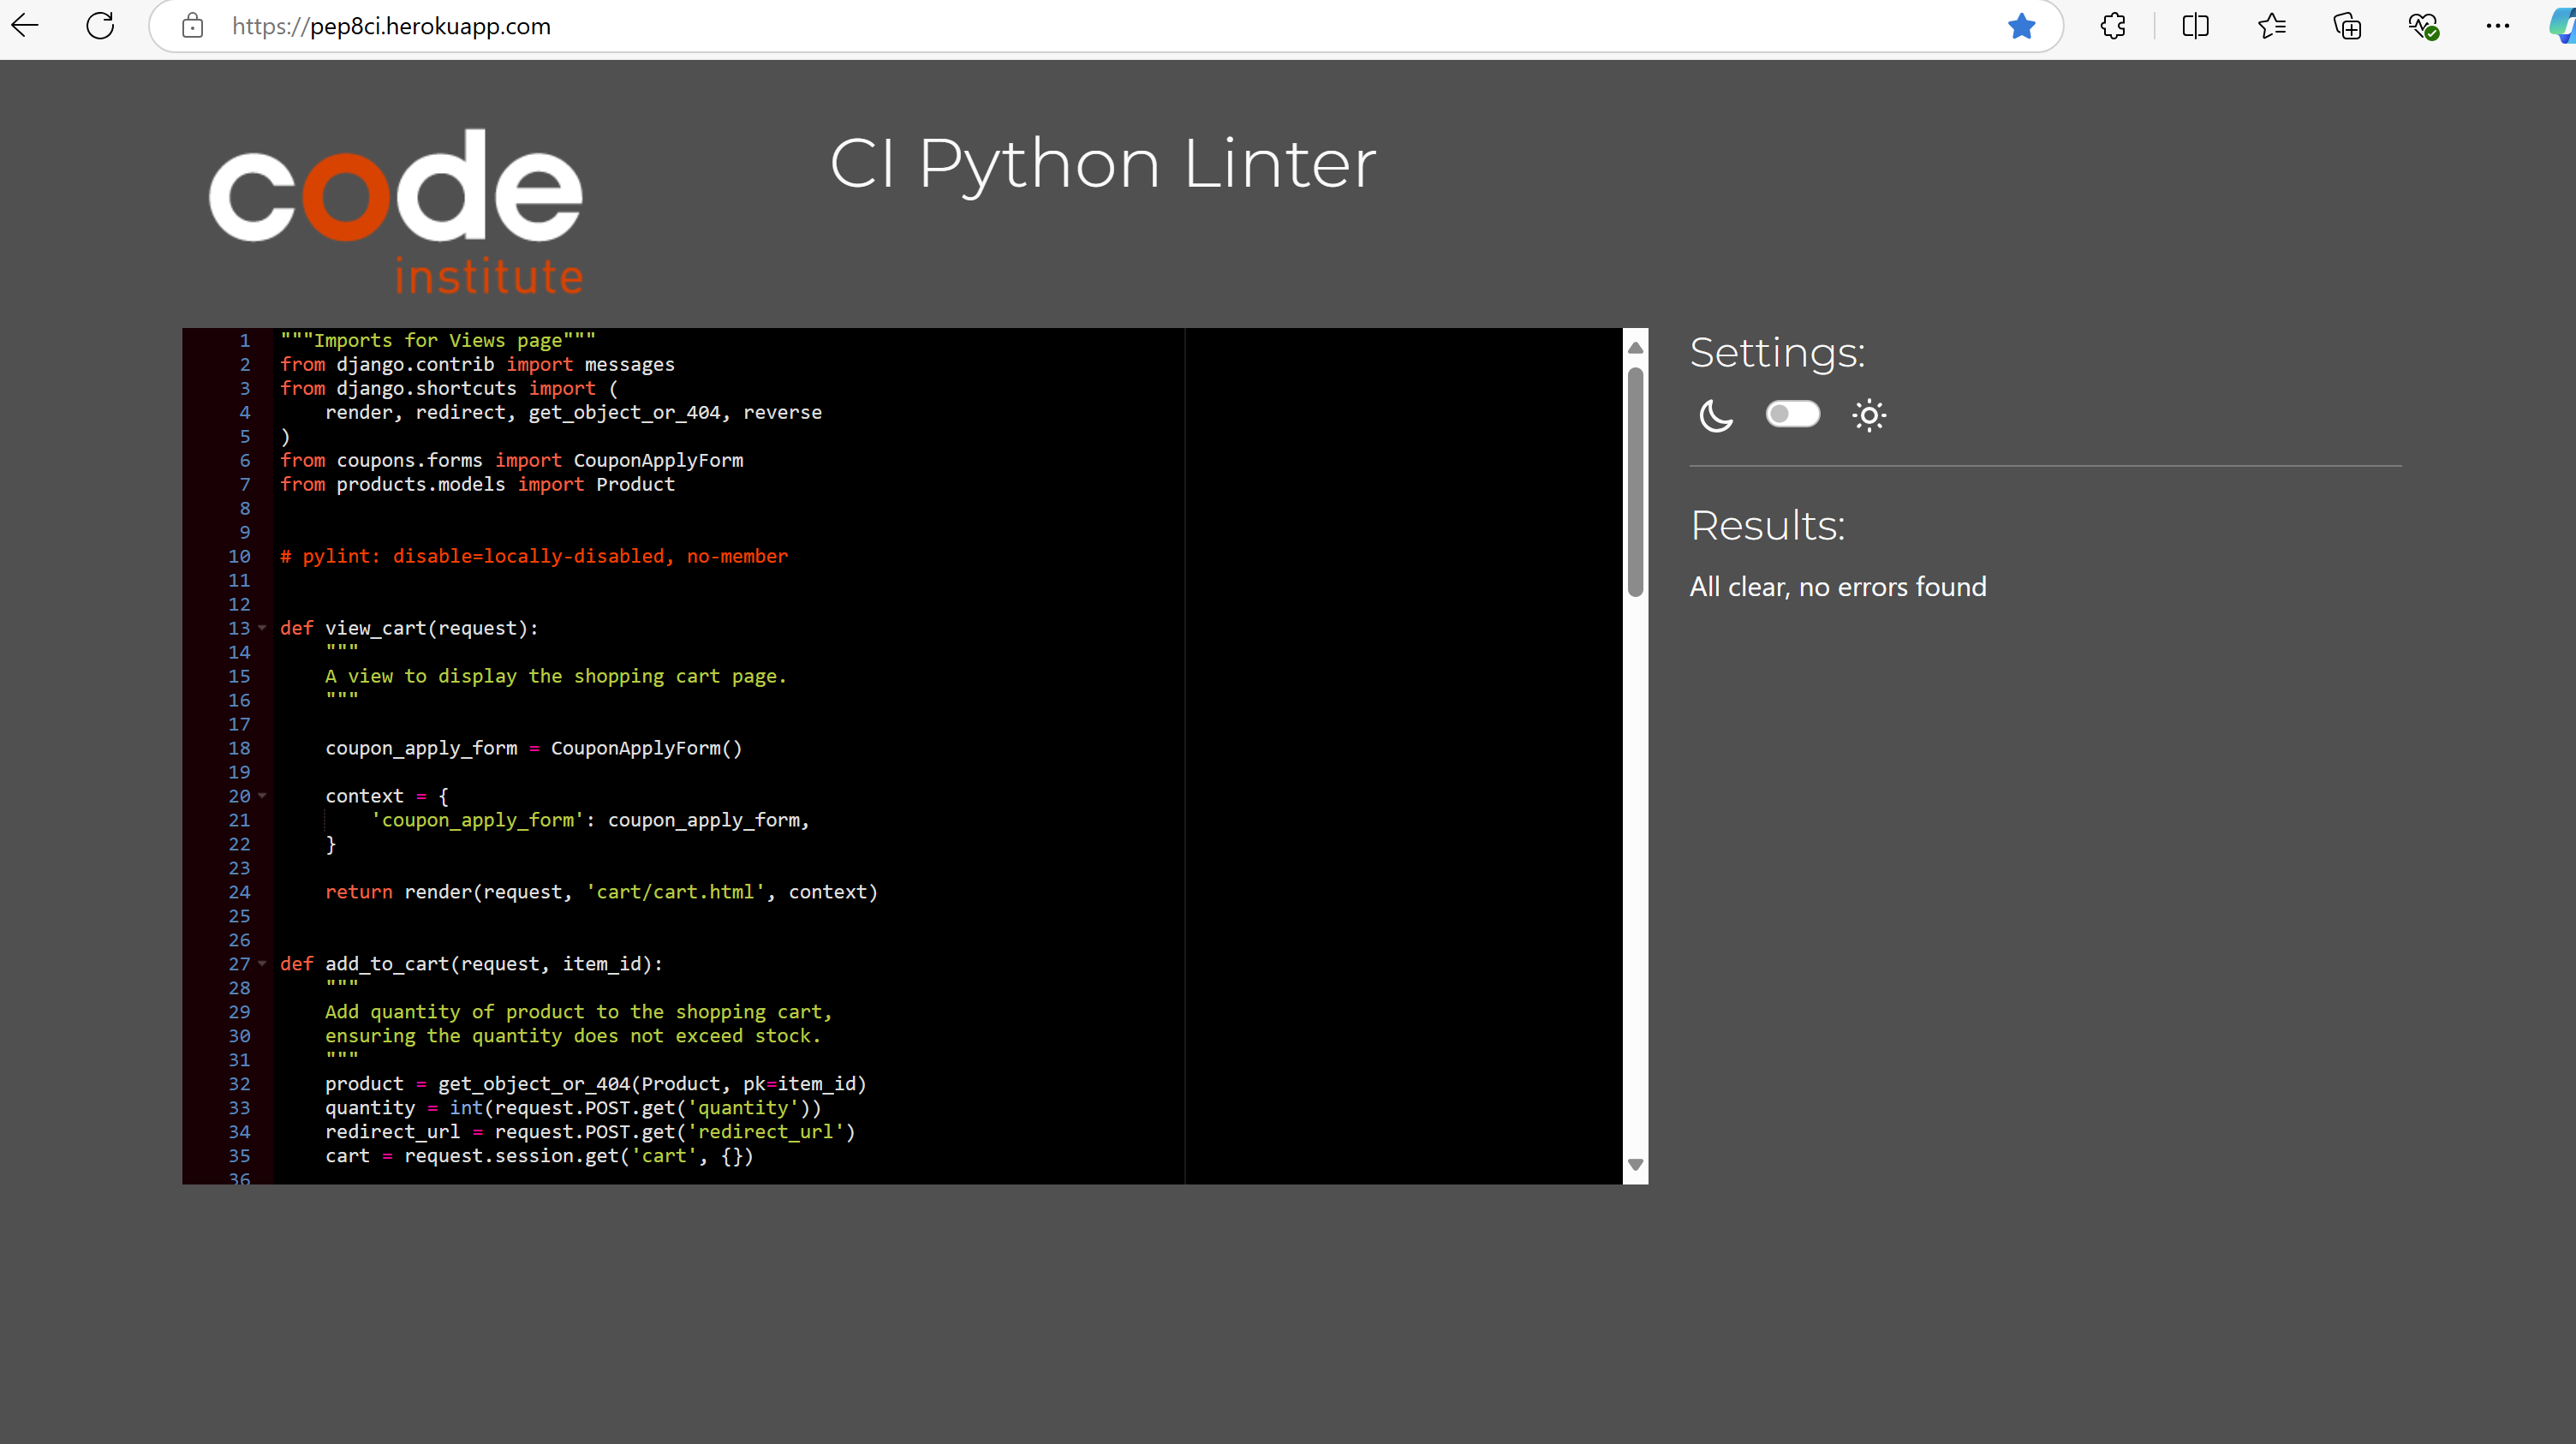 https://pep8ci.herokuapp.com
code
institute
CI Python Linter
1 """Imports for Views page"""
2 from django.contrib import messages
3 from django.shortcuts import (
4     render, redirect, get_object_or_404, reverse
5 )
6 from coupons.forms import CouponApplyForm
7 from products.models import Product
8
9
10 # pylint: disable=locally-disabled, no-member
11
12
13 def view_cart(request):
14     """
15     A view to display the shopping cart page.
16     """
17
18     coupon_apply_form = CouponApplyForm()
19
20     context = {
21         'coupon_apply_form': coupon_apply_form,
22     }
23
24     return render(request, 'cart/cart.html', context)
25
26
27 def add_to_cart(request, item_id):
28     """
29     Add quantity of product to the shopping cart,
30     ensuring the quantity does not exceed stock.
31     """
32     product = get_object_or_404(Product, pk=item_id)
33     quantity = int(request.POST.get('quantity'))
34     redirect_url = request.POST.get('redirect_url')
35     cart = request.session.get('cart', {})
36
Settings:
Results:
All clear, no errors found